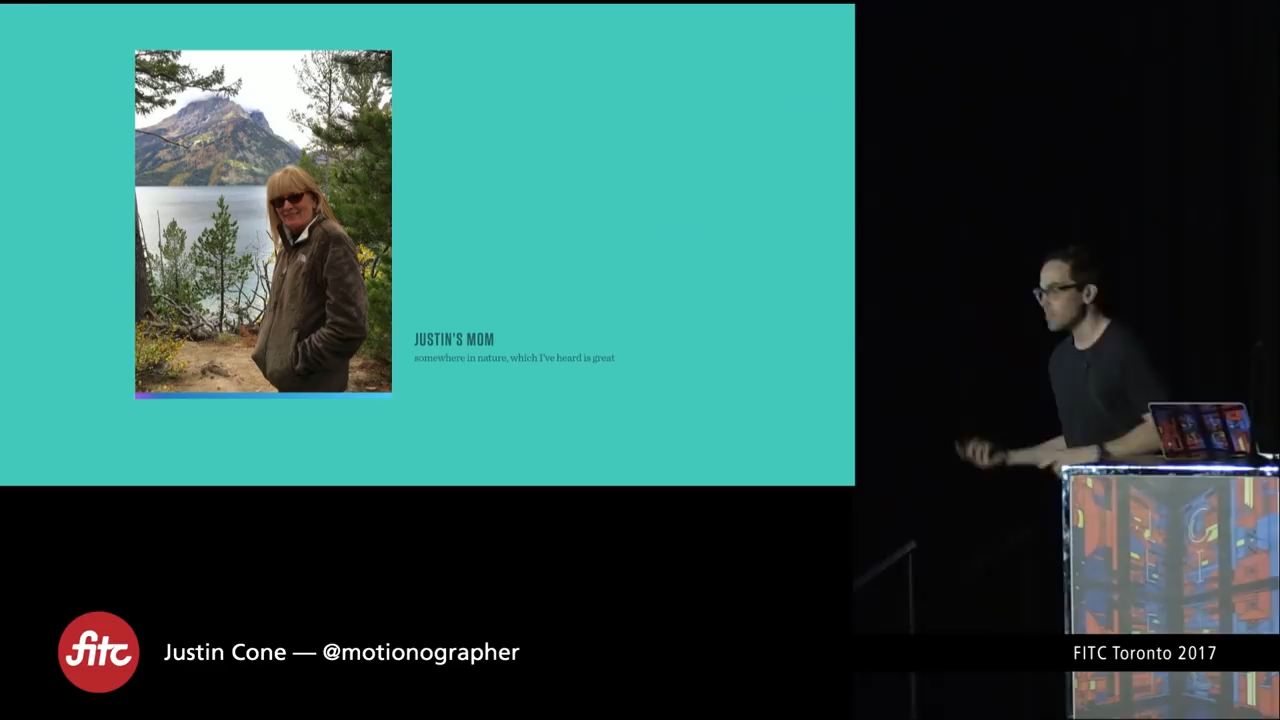 JUSTIN'S MOM
somewhere in nature, which I've heard is great
fitc
Justin Cone — @motionographer
FITC Toronto 2017